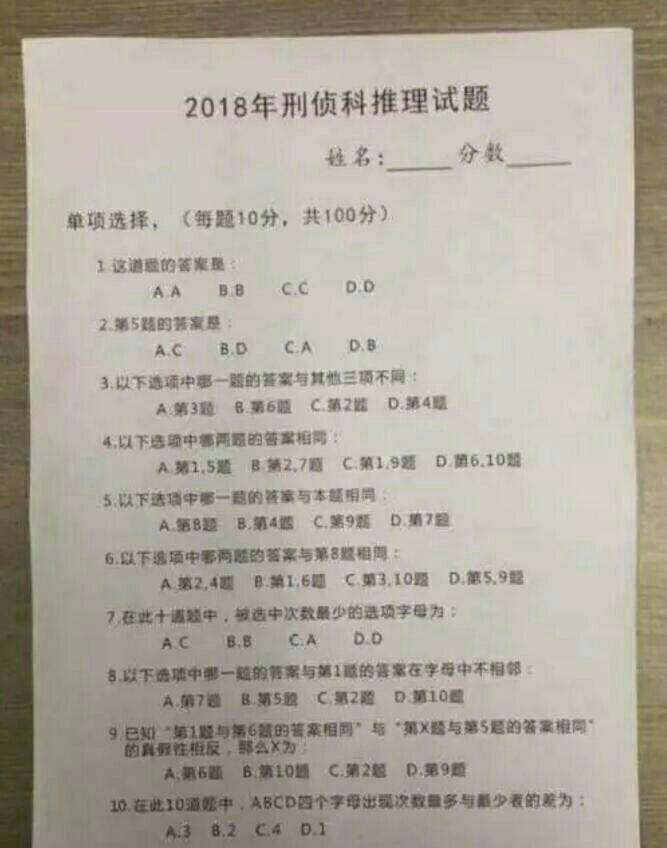 2018年刑侦科推理试题
姓名:_____ 分数_____
单项选择，（每题10分，共100分）
1.这道题的答案是:
A.A B.B C.C D.D
2.第5题的答案是:
A.C B.D C.A D.B
3.以下选项中哪一题的答案与其他三项不同:
A.第3题 B.第6题 C.第2题 D.第4题
4.以下选项中哪两题的答案相同:
A.第1,5题 B.第2,7题 C.第1,9题 D.第6,10题
5.以下选项中哪一题的答案与本题相同:
A.第8题 B.第4题 C.第9题 D.第7题
6.以下选项中哪两题的答案与第8题相同:
A.第2,4题 B.第1,6题 C.第3,10题 D.第5,9题
7.在此十道题中，被选中次数最少的选项字母为:
A.C B.B C.A D.D
8.以下选项中哪一题的答案与第1题的答案在字母中不相邻:
A.第7题 B.第5题 C.第2题 D.第10题
9.已知“第1题与第6题的答案相同”与“第X题与第5题的答案相同”
的真假性相反，那么X为:
A.第6题 B.第10题 C.第2题 D.第9题
10.在此10道题中，ABCD四个字母出现次数最多与最少者的差为:
A.3 B.2 C.4 D.1